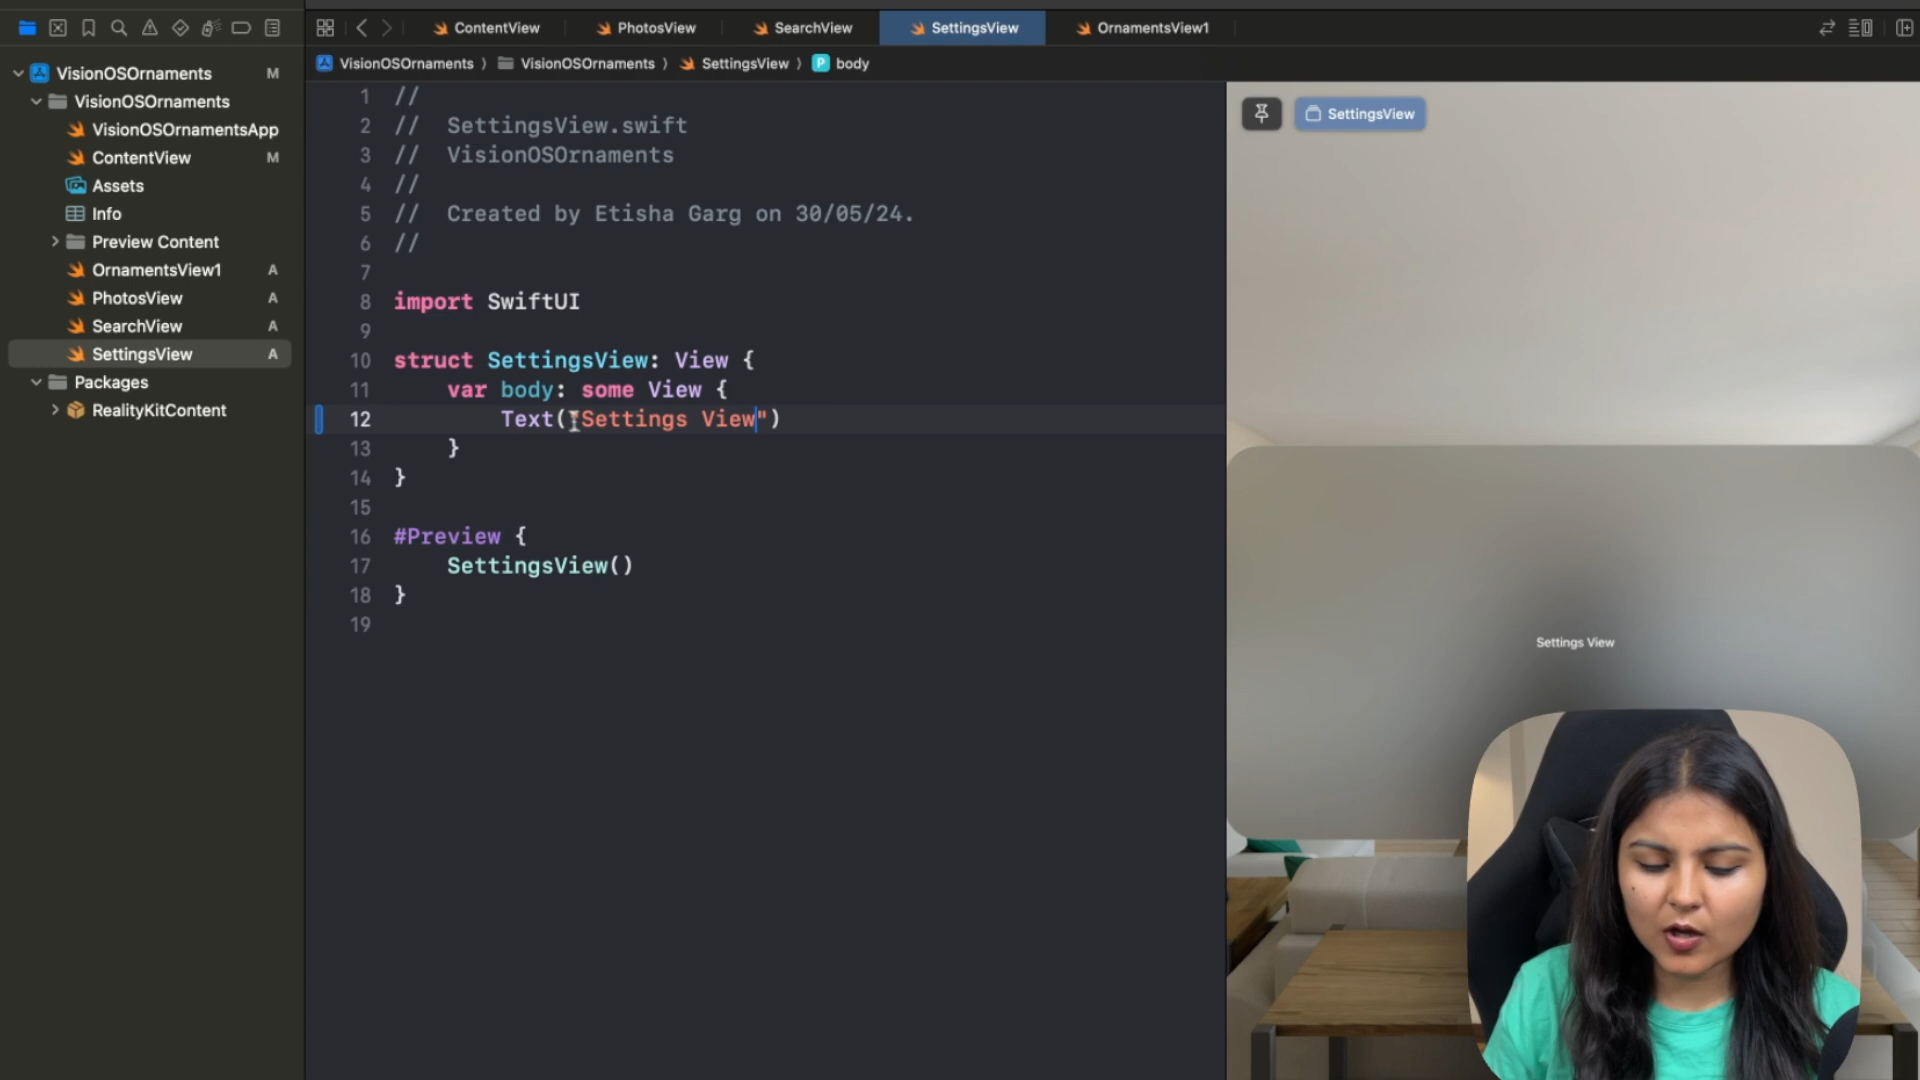 ContentView
PhotosView
SearchView
SettingsView
OrnamentsView1
VisionOSOrnaments M
VisionOSOrnaments
VisionOSOrnamentsApp
ContentView M
Assets
Info
Preview Content
OrnamentsView1 A
PhotosView A
SearchView A
SettingsView A
Packages
RealityKitContent
VisionOSOrnaments ⟩ VisionOSOrnaments ⟩ SettingsView ⟩ P body
1 //
2 // SettingsView.swift
3 // VisionOSOrnaments
4 //
5 // Created by Etisha Garg on 30/05/24.
6 //
7
8 import SwiftUI
9
10 struct SettingsView: View {
11 var body: some View {
12 Text("Settings View")
13 }
14 }
15
16 #Preview {
17 SettingsView()
18 }
19
SettingsView
Settings View